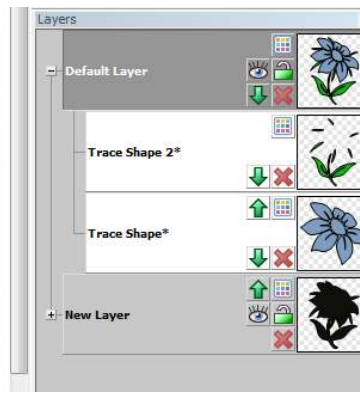 Layers
Default Layer
Trace Shape 2*
Trace Shape*
New Layer